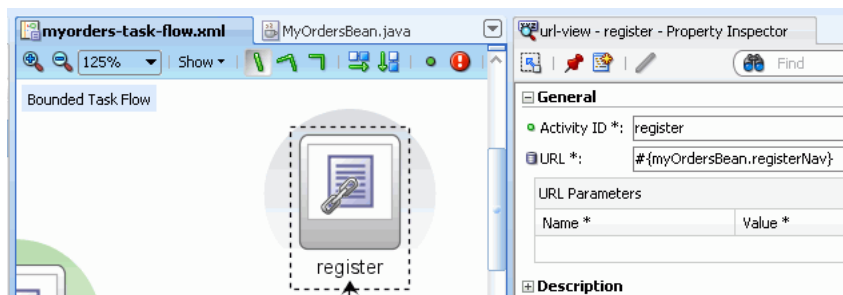 myorders-task-flow.xml
MyOrdersBean.java
url-view - register - Property Inspector
125%
Show
Find
Bounded Task Flow
General
Activity ID *:
register
URL *:
#{myOrdersBean.registerNav}
URL Parameters
Name *
Value *
register
Description